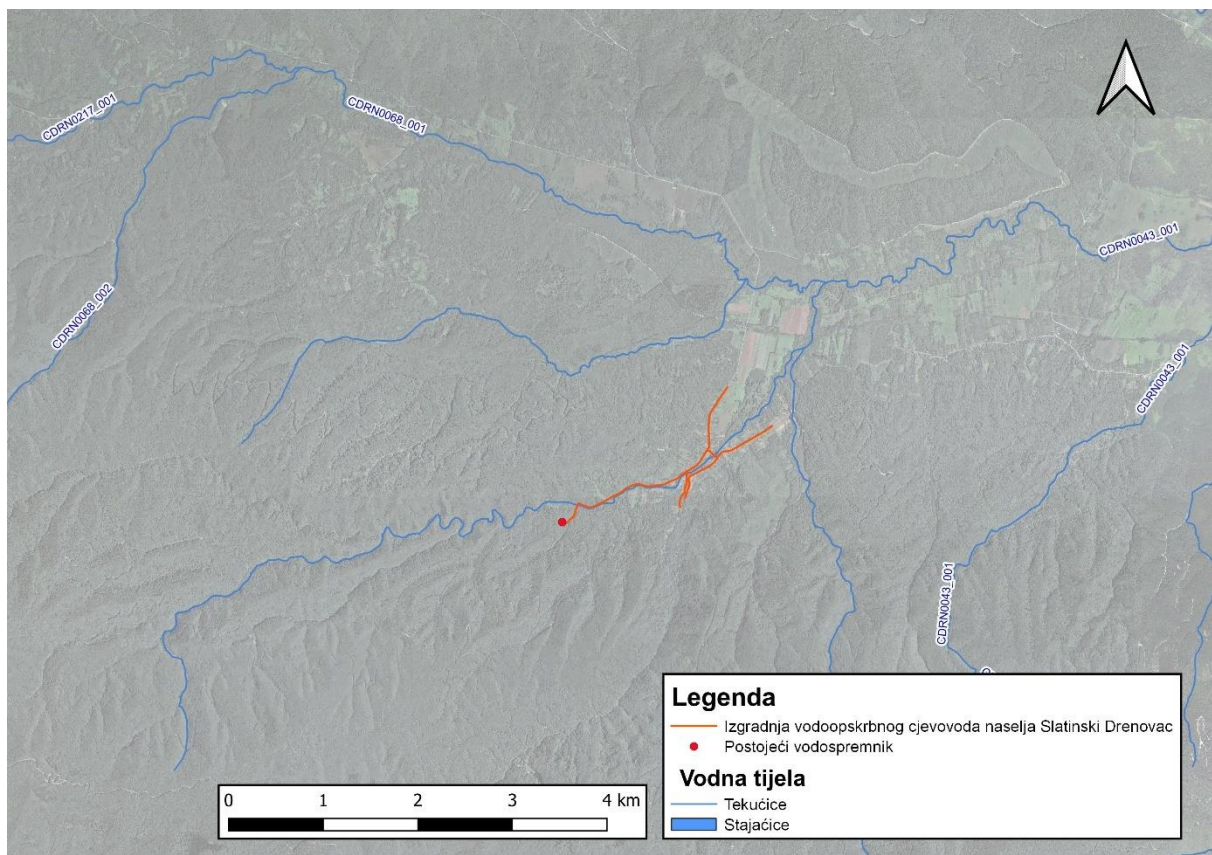 CDRN0217_001
CDRN0068_001
CDRN0068_002
CDRN0043_001
CDRN0043_001
CDRN0043_001
Legenda
Izgradnja vodoopskrbnog cjevovoda naselja Slatinski Drenovac
Postojeći vodospremnik
Vodna tijela
Tekućice
Stajaćice
0 1 2 3 4 km